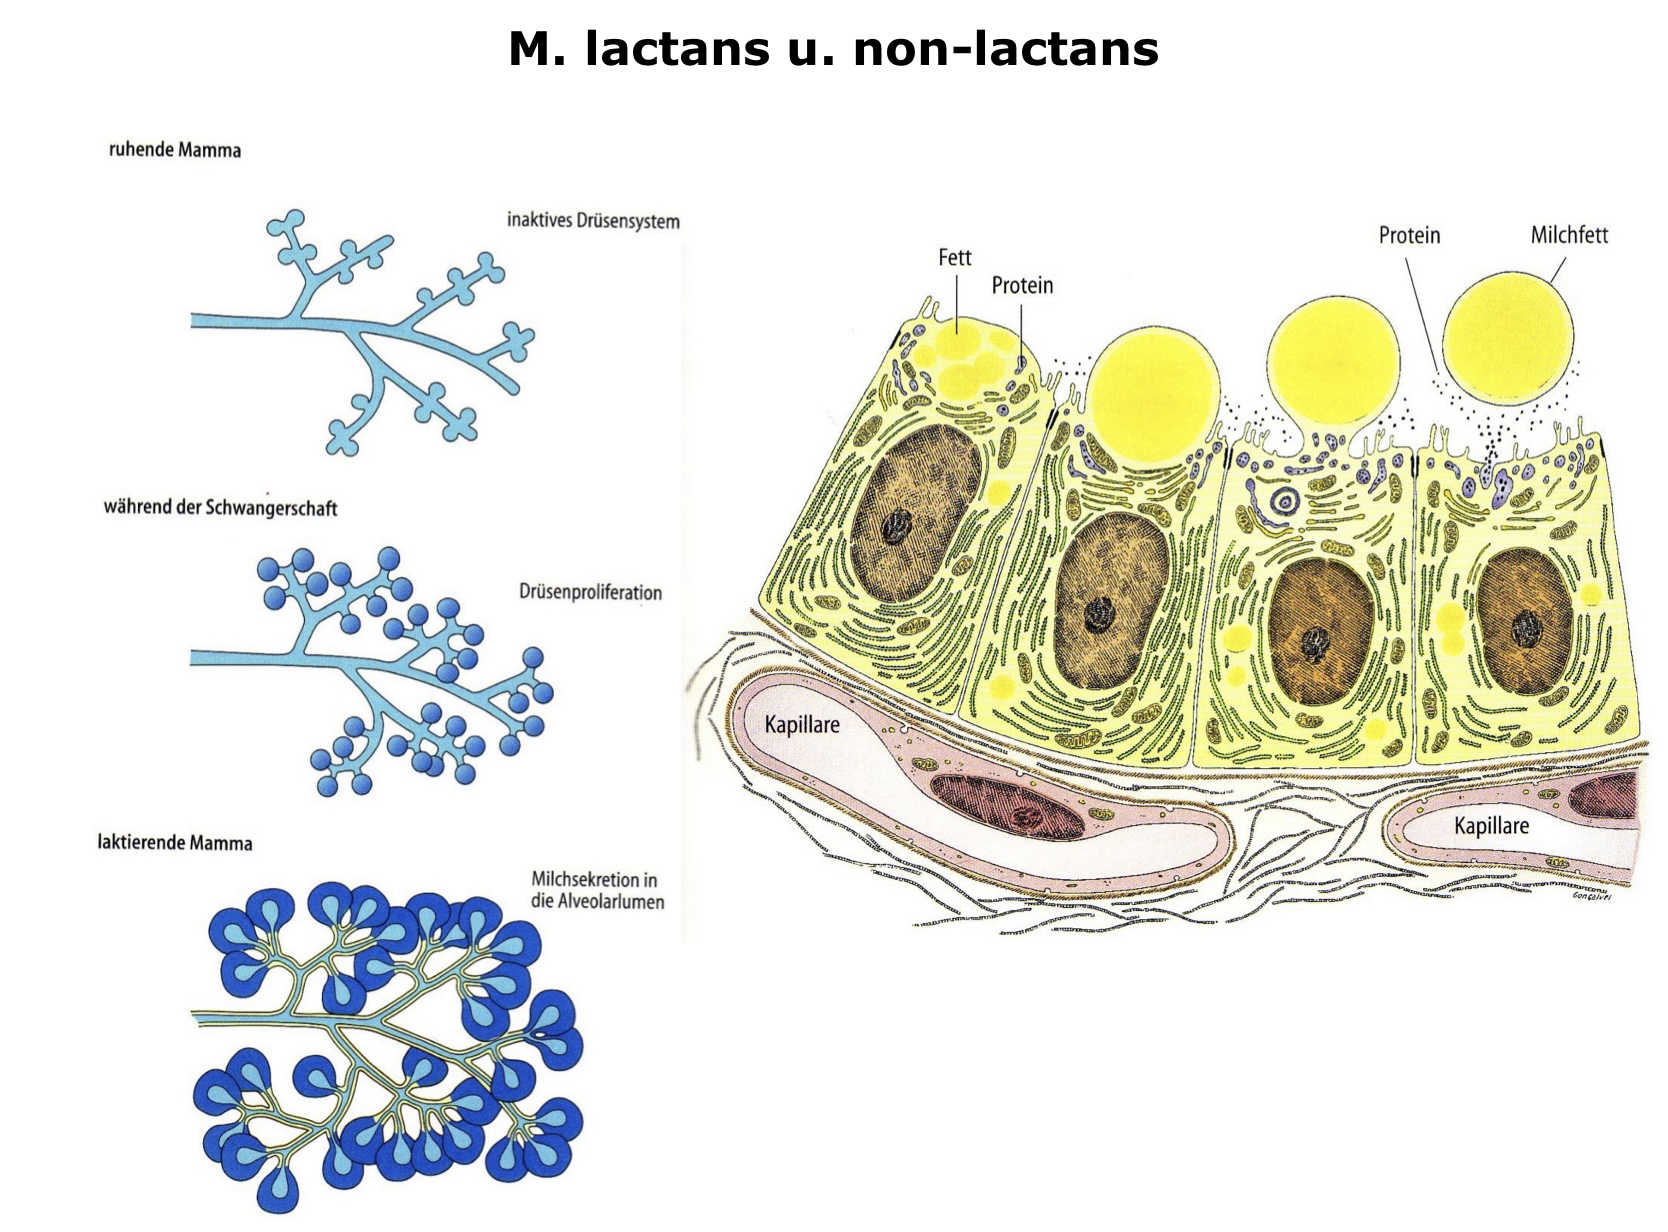 M. lactans u. non-lactans
ruhende Mamma
inaktives Drüsensystem
während der Schwangerschaft
Drüsenproliferation
laktierende Mamma
Milchsekretion in
die Alveolarlumen
Fett
Protein
Protein
Milchfett
Kapillare
Kapillare
Gonçalves